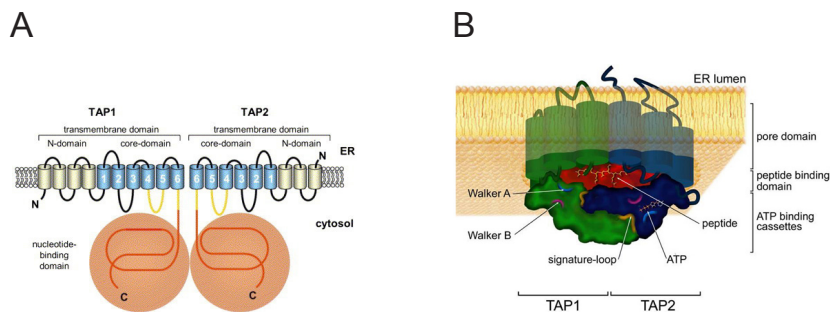 A
TAP1
TAP2
transmembrane domain
transmembrane domain
N-domain
core-domain
core-domain
N-domain
N
ER
1 2 3 4 5 6
6 5 4 3 2 1
N
cytosol
nucleotide-
binding
domain
C
C
B
ER lumen
pore domain
peptide binding
domain
Walker A
ATP binding
cassettes
peptide
Walker B
signature-loop
ATP
TAP1
TAP2